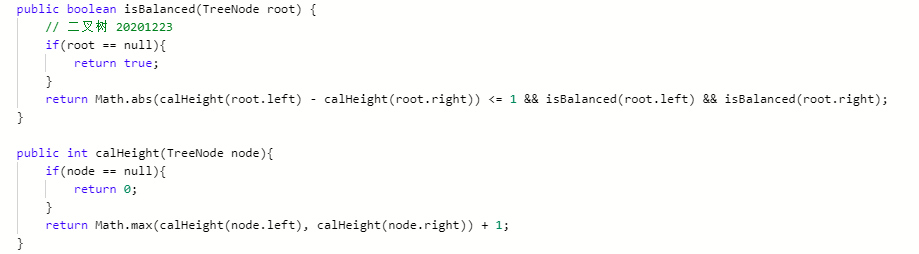 public boolean isBalanced(TreeNode root) {
    // 二叉树 20201223
    if(root == null){
        return true;
    }
    return Math.abs(calHeight(root.left) - calHeight(root.right)) <= 1 && isBalanced(root.left) && isBalanced(root.right);
}

public int calHeight(TreeNode node){
    if(node == null){
        return 0;
    }
    return Math.max(calHeight(node.left), calHeight(node.right)) + 1;
}